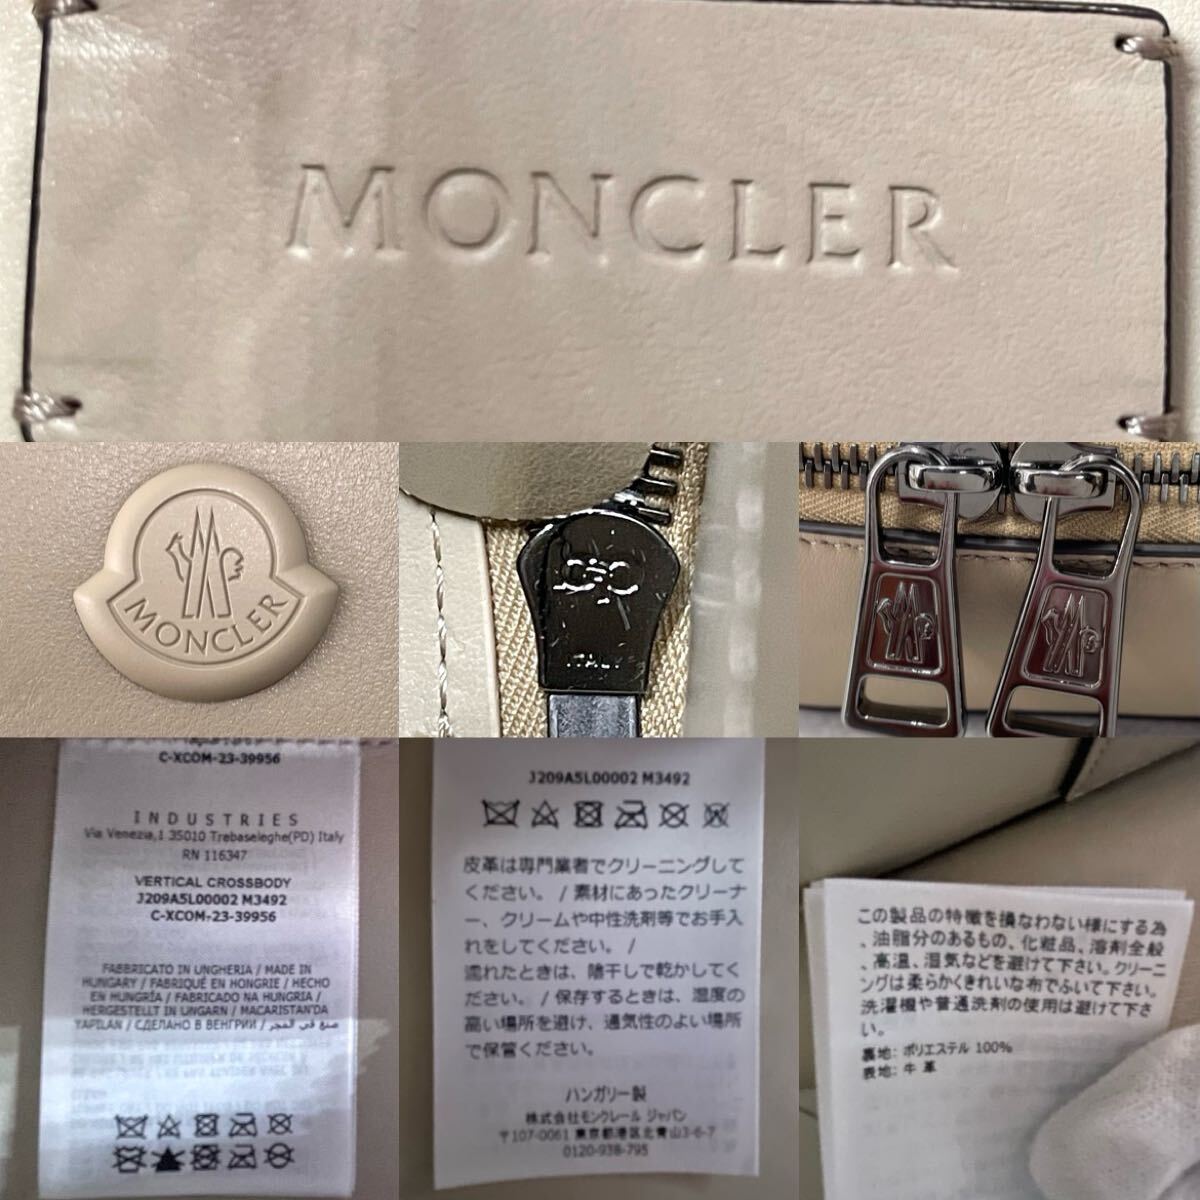 MONCLER
MONCLER
ITALY
C-XCOM-23-39956
INDUSTRIES
Via Venezia,1 35010 Trebaseleghe(PD) Italy
RN 116347
VERTICAL CROSSBODY
J209A5L00002 M3492
C-XCOM-23-39956
FABBRICATO IN UNGHERIA / MADE IN
HUNGARY / FABRIQUÉ EN HONGRIE / HECHO
EN HUNGRÍA / FABRICADO NA HUNGRIA /
HERGESTELLT IN UNGARN / MACARISTAN'DA
YAPILAN / СДЕЛАНО В ВЕНГРИИ / صنع في المجر
J209A5L00002 M3492
皮革は専門業者でクリーニングして
ください。 / 素材にあったクリーナ
ー、クリームや中性洗剤等でお手入
れをしてください。 /
濡れたときは、陰干しで乾かしてく
ださい。 / 保存するときは、湿度の
高い場所を避け、通気性のよい場所
で保管ください。
ハンガリー製
株式会社モンクレール ジャパン
〒107-0061 東京都港区北青山3-6-7
0120-938-795
この製品の特徴を損なわない様にする為
、油脂分のあるもの、化粧品、溶剤全般
、高温、湿気などを避けて下さい。クリーニ
ングは柔らかくきれいな布でふいて下さい。
洗濯機や普通洗剤の使用は避けて下さ
い。
裏地: ポリエステル 100%
表地: 牛 革